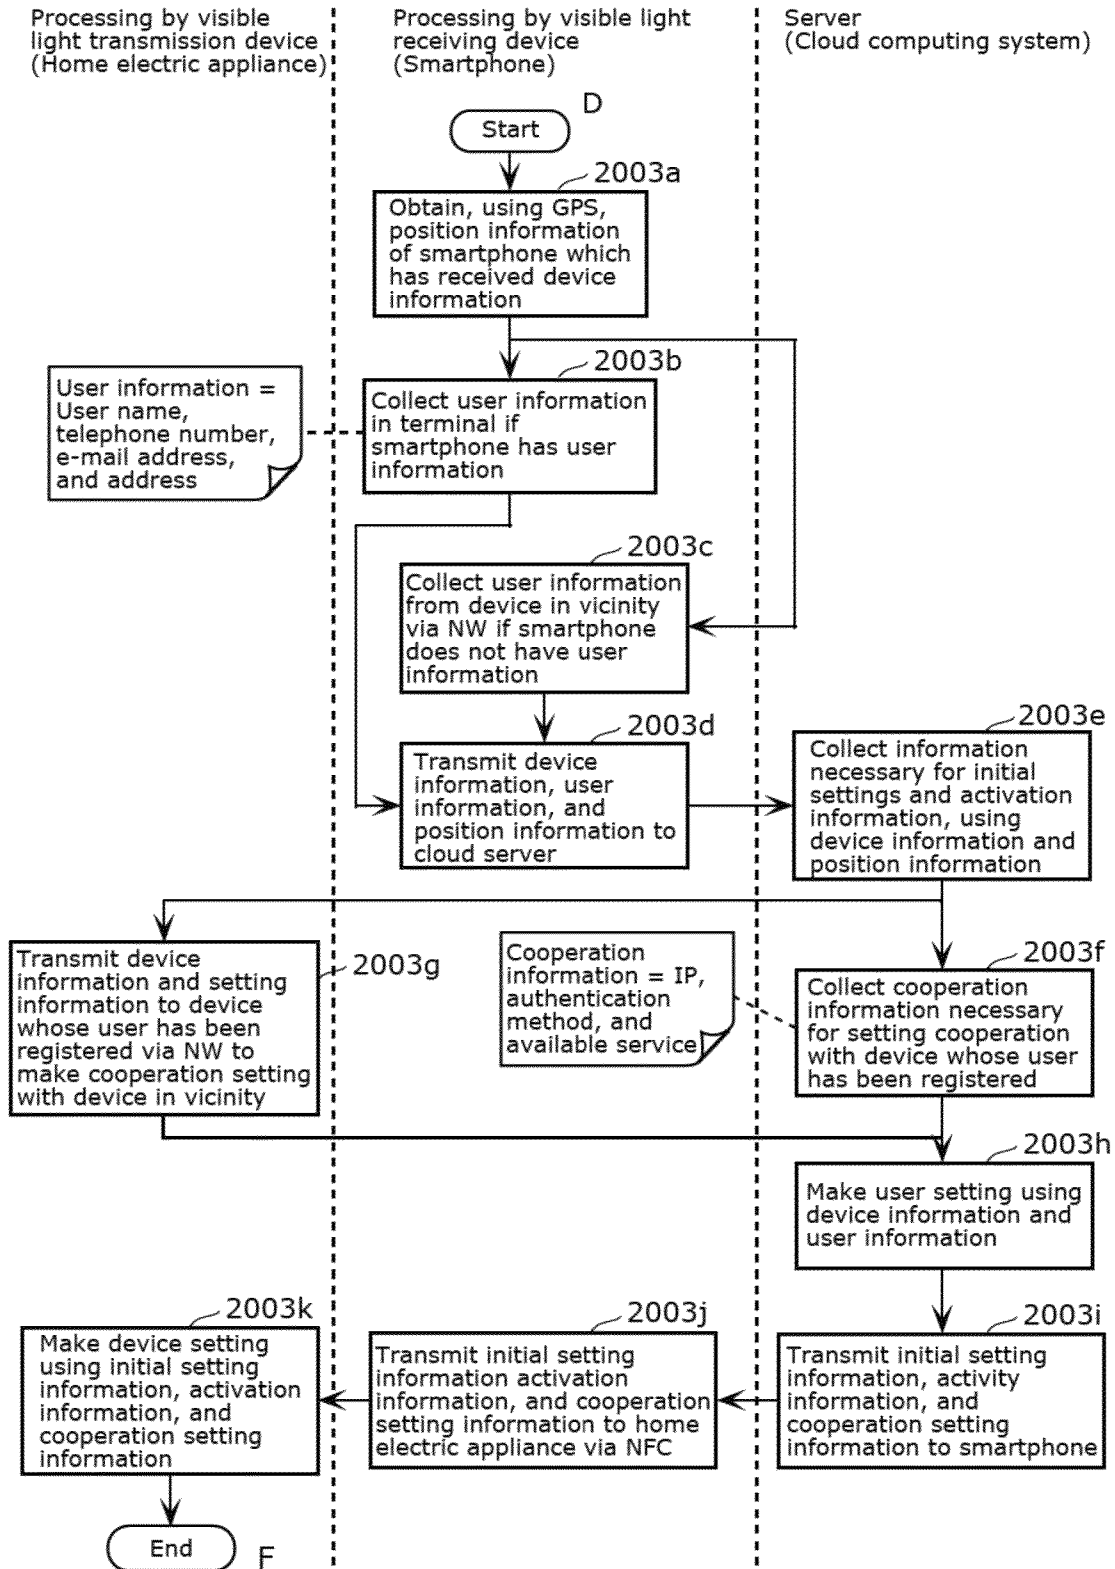 Processing by visible
light transmission device
(Home electric appliance)
Processing by visible light
receiving device
(Smartphone)
Server
(Cloud computing system)
D
Start
2003a
Obtain, using GPS,
position information
of smartphone which
has received device
information
2003b
User information =
User name,
telephone number,
e-mail address,
and address
Collect user information
in terminal if
smartphone has user
information
2003c
Collect user information
from device in vicinity
via NW if smartphone
does not have user
information
2003d
Transmit device
information, user
information, and
position information to
cloud server
2003e
Collect information
necessary for initial
settings and activation
information, using
device information and
position information
2003g
Transmit device
information and setting
information to device
whose user has been
registered via NW to
make cooperation setting
with device in vicinity
Cooperation
information = IP,
authentication
method, and
available service
2003f
Collect cooperation
information necessary
for setting cooperation
with device whose user
has been registered
2003h
Make user setting using
device information and
user information
2003i
Transmit initial setting
information, activity
information, and
cooperation setting
information to smartphone
2003j
Transmit initial setting
information activation
information, and cooperation
setting information to home
electric appliance via NFC
2003k
Make device setting
using initial setting
information, activation
information, and
cooperation setting
information
End
F